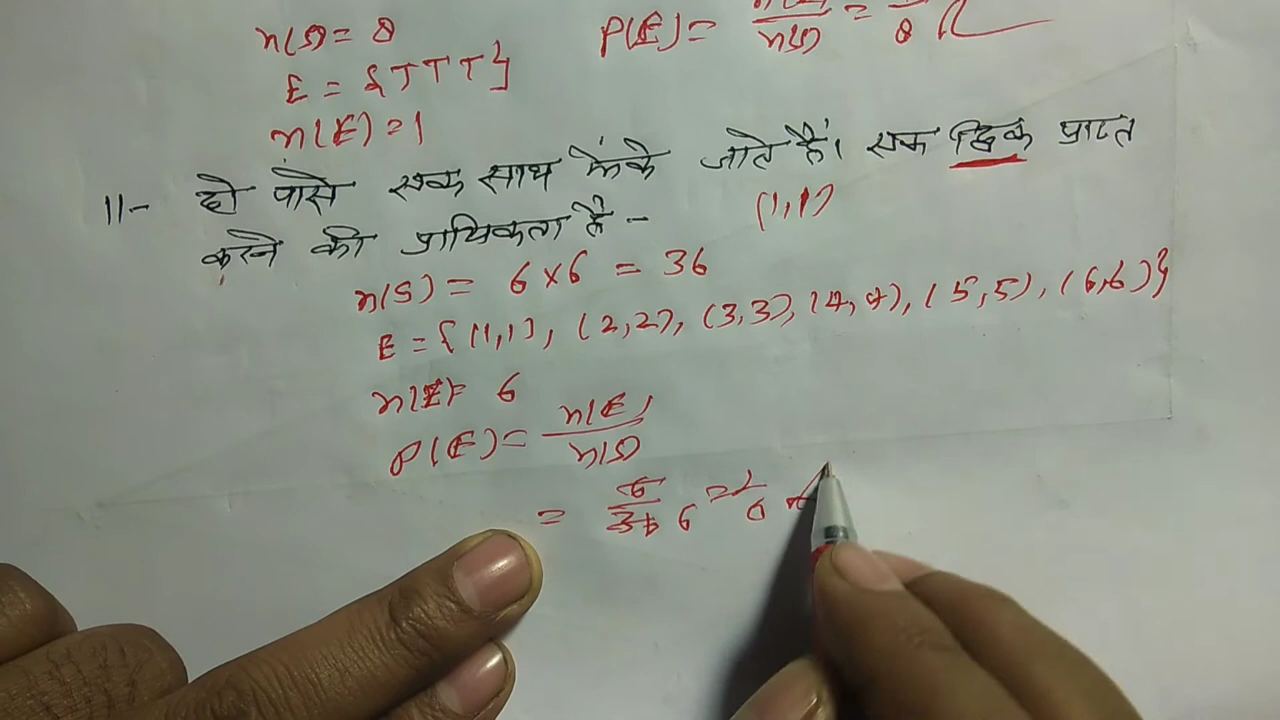 n(S) = 8
P(E) = n(S) = 8
E = {TTT}
n(E) = 1
11- दो पासे एक साथ फेंके जाते हैं। एक द्विक प्राप्त
(1,1)
करने की प्रायिकता है -
n(S) = 6×6 = 36
E = {(1,1), (2,2), (3,3), (4,4), (5,5), (6,6)}
n(E) = 6
P(E) = n(E)/n(S)
= 6/36 6 = 1/6